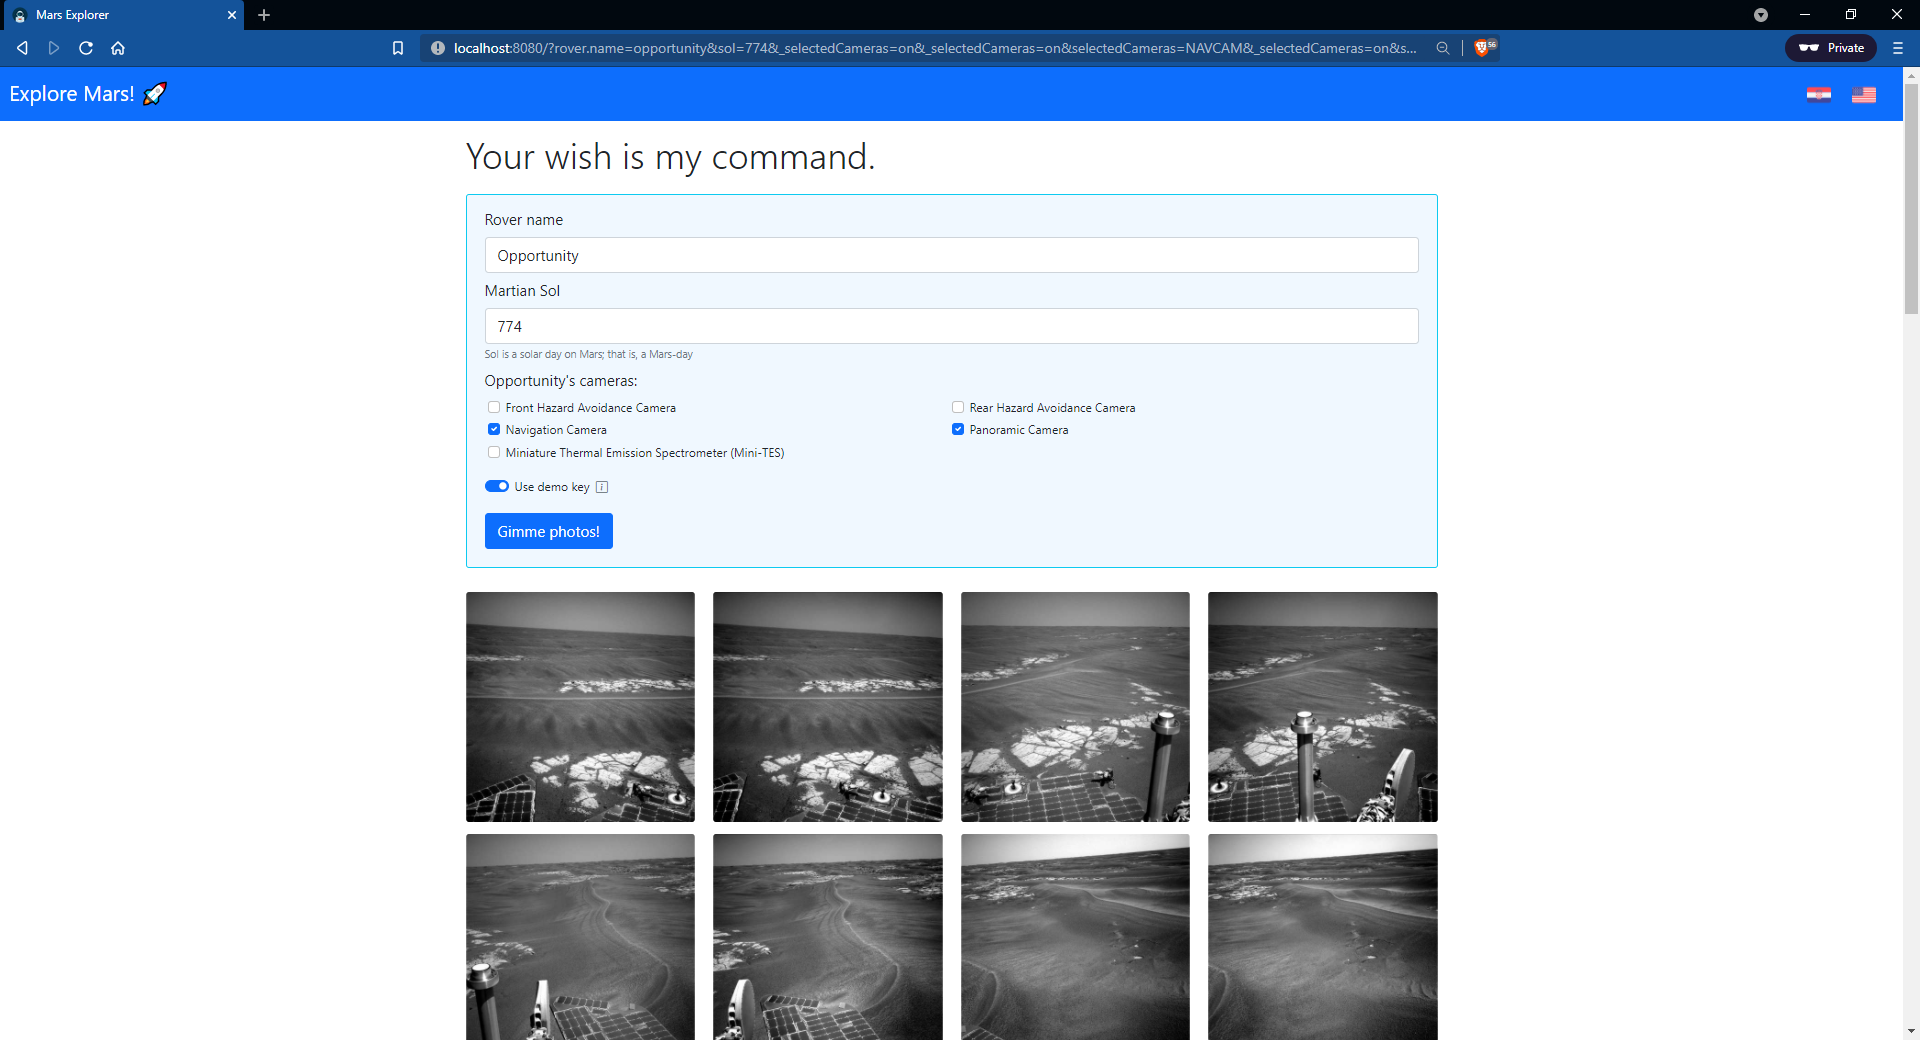 Mars Explorer
localhost:8080/?rover.name=opportunity&sol=774&_selectedCameras=on&_selectedCameras=on&selectedCameras=NAVCAM&_selectedCameras=on&s...
56
Private
Explore Mars! 🚀
Your wish is my command.
Rover name
Opportunity
Martian Sol
774
Sol is a solar day on Mars; that is, a Mars-day
Opportunity's cameras:
Front Hazard Avoidance Camera
Rear Hazard Avoidance Camera
Navigation Camera
Panoramic Camera
Miniature Thermal Emission Spectrometer (Mini-TES)
Use demo key i
Gimme photos!